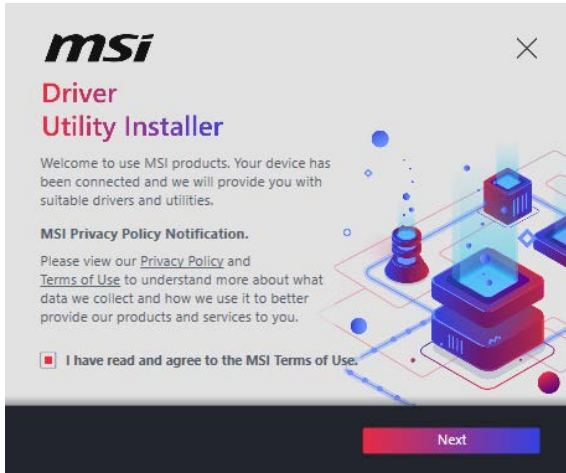 msi
Driver
Utility Installer
Welcome to use MSI products. Your device has
been connected and we will provide you with
suitable drivers and utilities.
MSI Privacy Policy Notification.
Please view our Privacy Policy and
Terms of Use to understand more about what
data we collect and how we use it to better
provide our products and services to you.
I have read and agree to the MSI Terms of Use.
Next